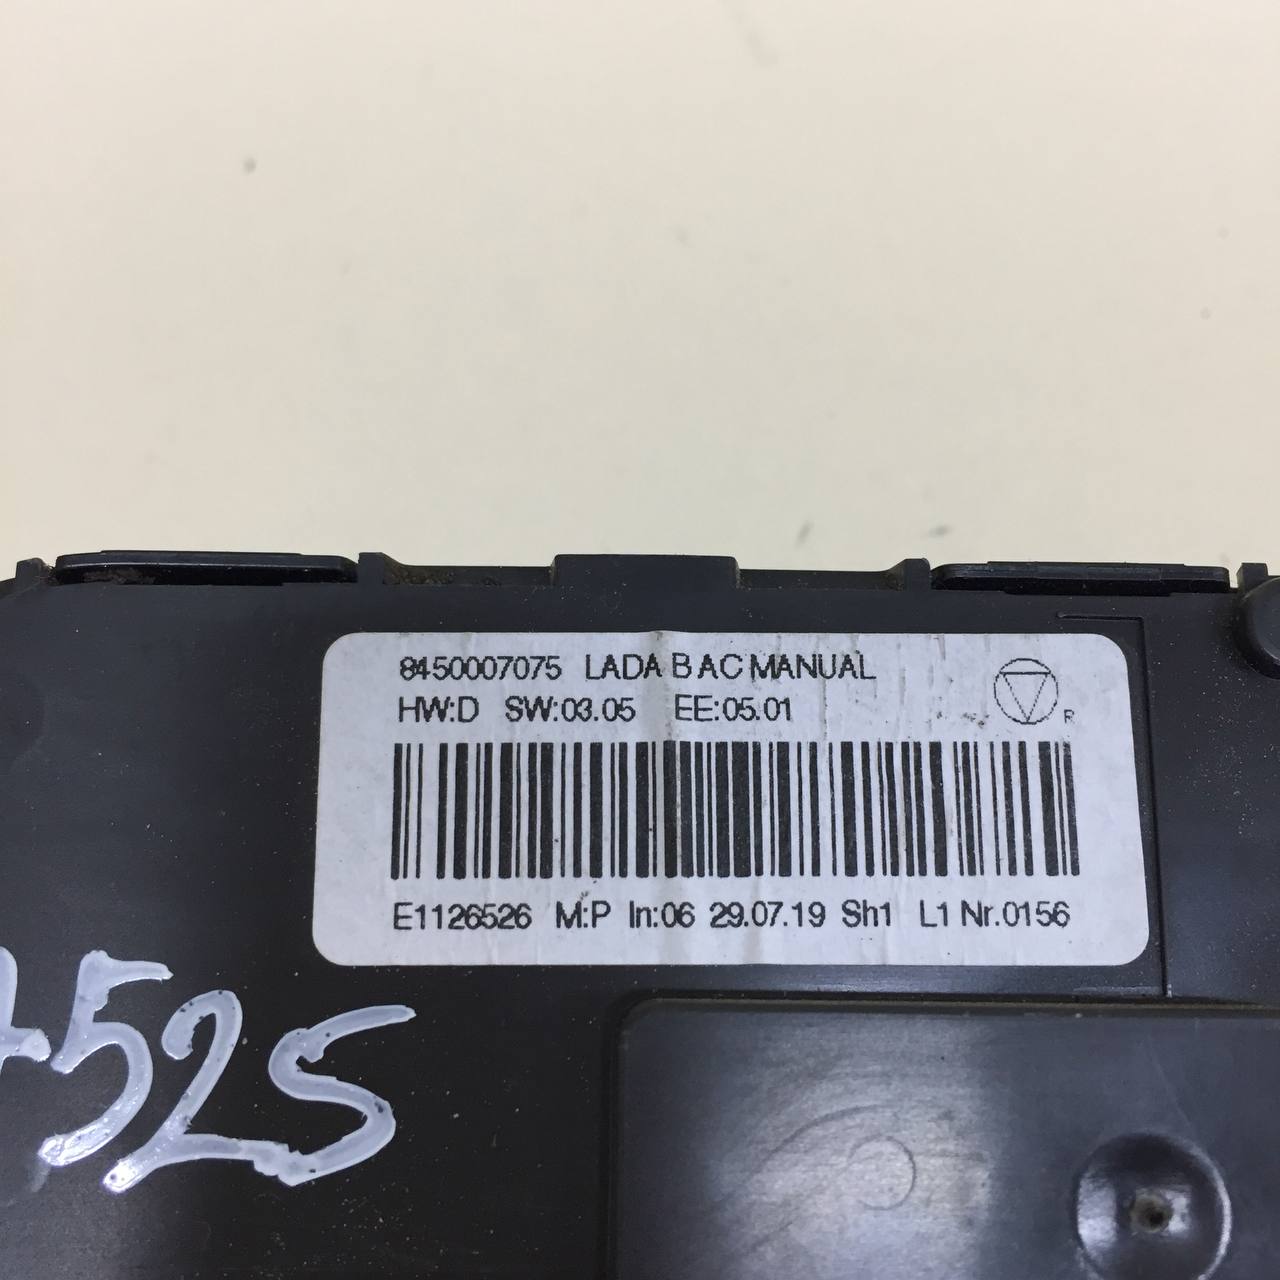 8450007075 LADA B AC MANUAL
HW:D SW:03.05 EE:05.01
R
E1126526 M:P In:06 29.07.19 Sh1 L1 Nr.0156